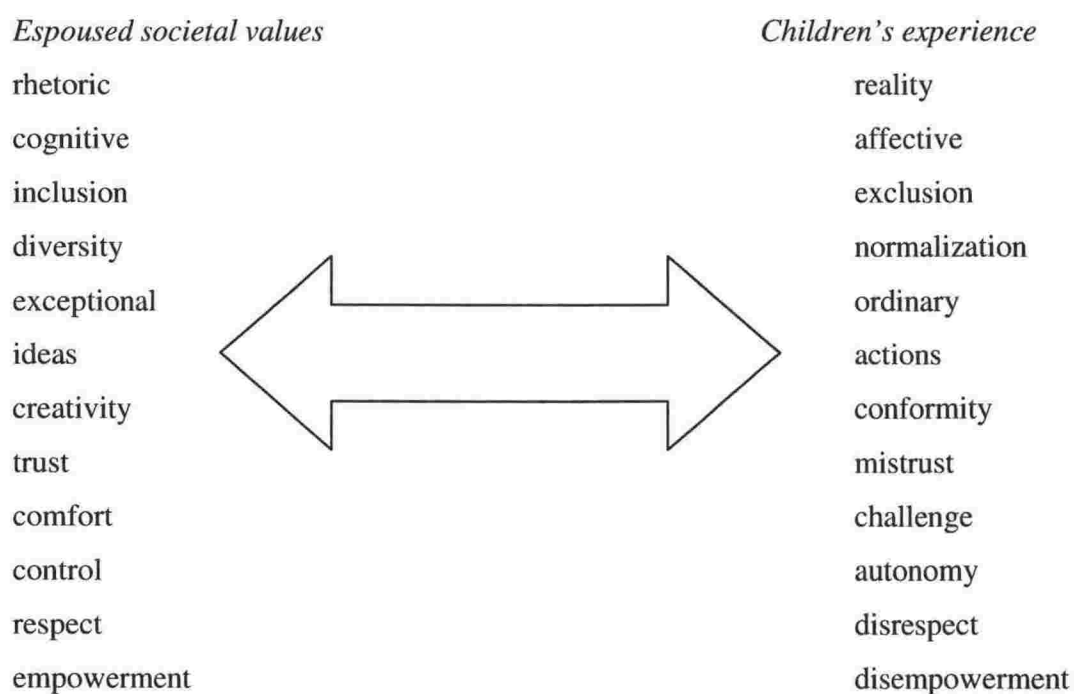 Espoused societal values Children's experience
rhetoric reality
cognitive affective
inclusion exclusion
diversity normalization
exceptional ordinary
ideas actions
creativity conformity
trust mistrust
comfort challenge
control autonomy
respect disrespect
empowerment disempowerment